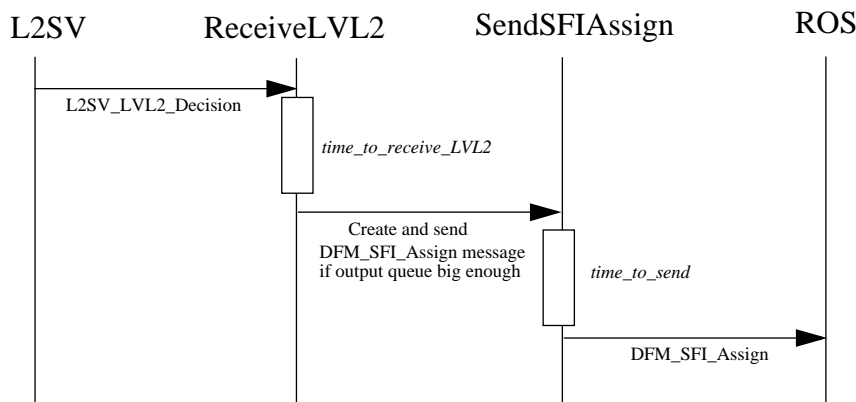 L2SV
ReceiveLVL2
SendSFIAssign
ROS
L2SV_LVL2_Decision
time_to_receive_LVL2
Create and send
DFM_SFI_Assign message
if output queue big enough
time_to_send
DFM_SFI_Assign